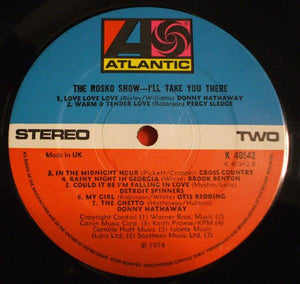 ATLANTIC
THE ROSKO SHOW—I'LL TAKE YOU THERE
1. LOVE LOVE LOVE (Bailey/Williams) DONNY HATHAWAY
2. WARM & TENDER LOVE (Robinson) PERCY SLEDGE
STEREO TWO
Made in UK K 40542
K 40542 B
3. IN THE MIDNIGHT HOUR (Pickett/Cropper) CROSS COUNTRY
4. RAINY NIGHT IN GEORGIA (White) BROOK BENTON
5. COULD IT BE I'M FALLING IN LOVE (Mystro/Lyric)
DETROIT SPINNERS
6. MY GIRL (Robinson/White) OTIS REDDING
7. THE GHETTO (Hathaway/Hutson)
DONNY HATHAWAY
Copyright Control (1) Warner Bros. Music (2)
Cotlin Music Corp (3) Keith Prowse/KPM (4)
Gamble Huff Music (5) Jobete Music
(Ldn) Ltd. (6) Southern Music Ltd. (7)
℗ 1974